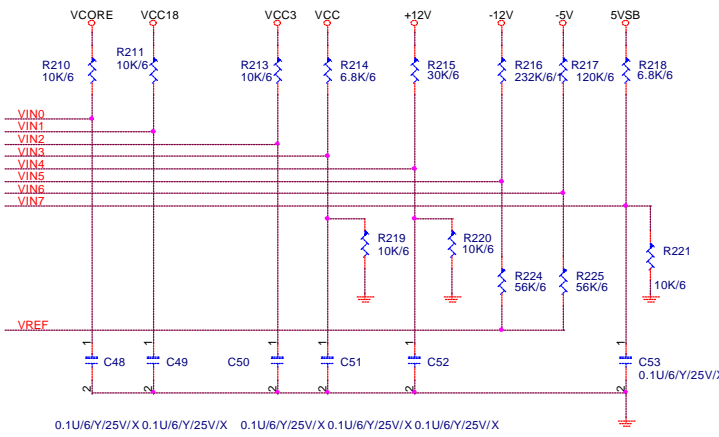 VCORE VCC18 VCC3 VCC +12V -12V -5V 5VSB
R210 10K/6
R211 10K/6
R213 10K/6
R214 6.8K/6
R215 30K/6
R216 232K/6/1
R217 120K/6
R218 6.8K/6
VIN0
VIN1
VIN2
VIN3
VIN4
VIN5
VIN6
VIN7
R219 10K/6
R220 10K/6
R221 10K/6
R224 56K/6
R225 56K/6
VREF
1 1 1 1 1 1
C48 C49 C50 C51 C52 C53
0.1U/6/Y/25V/X
2 2 2 2 2 2
0.1U/6/Y/25V/X 0.1U/6/Y/25V/X 0.1U/6/Y/25V/X 0.1U/6/Y/25V/X 0.1U/6/Y/25V/X